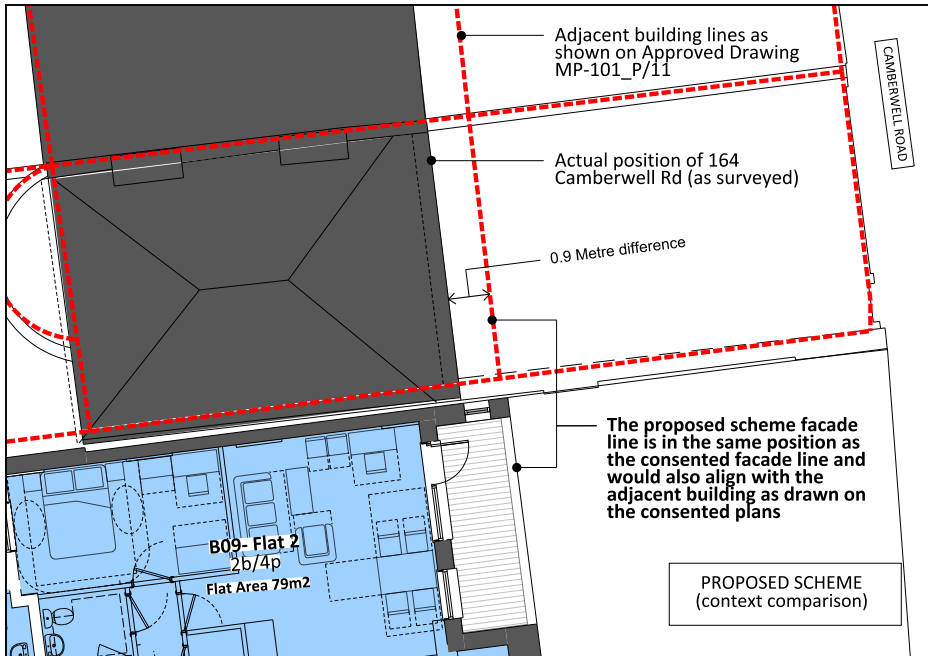 Adjacent building lines as
shown on Approved Drawing
MP-101_P/11
CAMBERWELL ROAD
Actual position of 164
Camberwell Rd (as surveyed)
0.9 Metre difference
The proposed scheme facade
line is in the same position as
the consented facade line and
would also align with the
adjacent building as drawn on
the consented plans
B09- Flat 2
2b/4p
Flat Area 79m2
PROPOSED SCHEME
(context comparison)